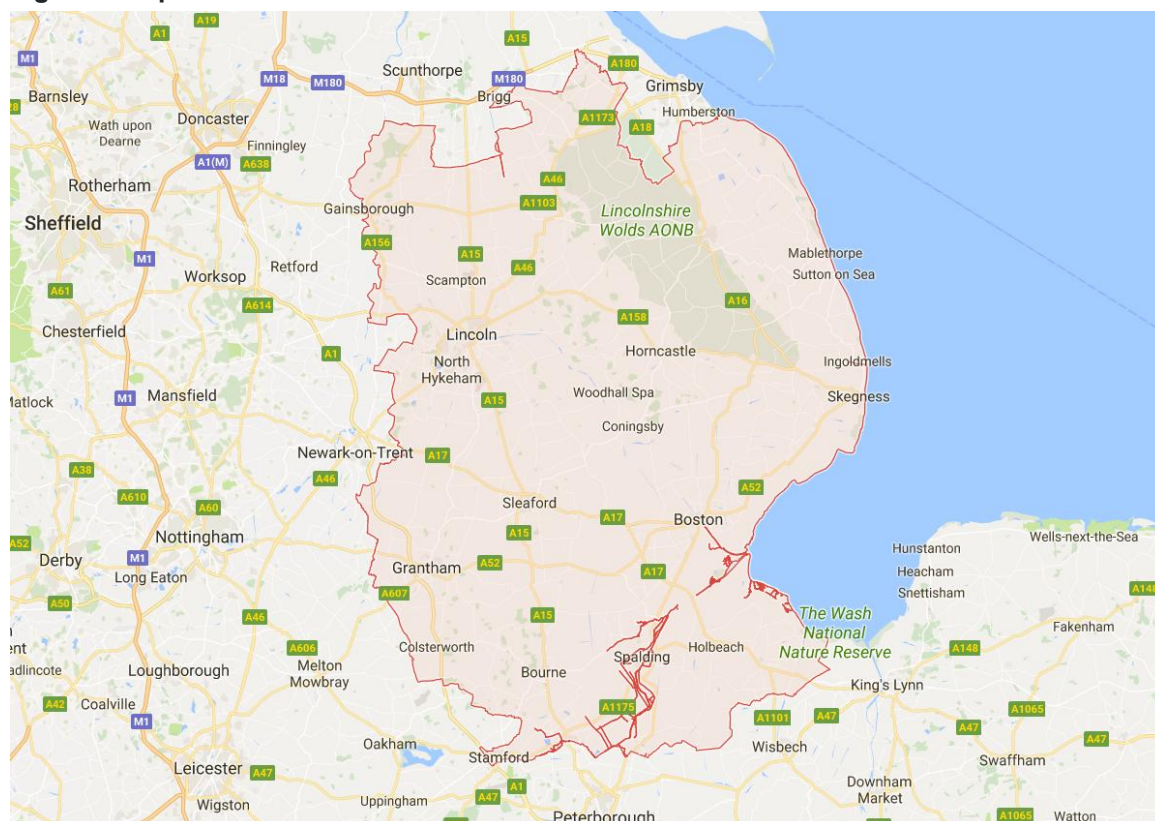 A19
A1
A15
M1
M18
M180
Scunthorpe
M180
A180
Grimsby
Barnsley
Brigg
Humberston
Doncaster
A1173
A18
Wath upon
Dearne
Finningley
A1(M)
A638
Rotherham
A46
Sheffield
Gainsborough
A1103
Lincolnshire
Wolds AONB
A156
M1
A15
Mablethorpe
Retford
A46
Worksop
Scampton
Sutton on Sea
A61
A614
A16
Chesterfield
Lincoln
A158
A1
Horncastle
Ingoldmells
North
Hykeham
M1
Mansfield
A15
Woodhall Spa
Skegness
Coningsby
Newark-on-Trent
A17
A38
A46
A52
A610
A60
Sleaford
A17
Boston
A15
Nottingham
A52
Wells-next-the-Sea
Derby
M1
Hunstanton
Long Eaton
Grantham
A52
A17
Heacham
A50
A607
Snettisham
A148
A46
A15
The Wash
National
Nature Reserve
Fakenham
A606
Colsterworth
Holbeach
A148
Loughborough
Melton
Mowbray
Bourne
Spalding
King's Lynn
A42
Coalville
A1175
A1101
A47
A1065
M1
A47
A47
Oakham
Wisbech
Stamford
Swaffham
Leicester
A47
A1
Downham
Market
Wigston
Uppingham
A47
Peterborough
A1065
Watton